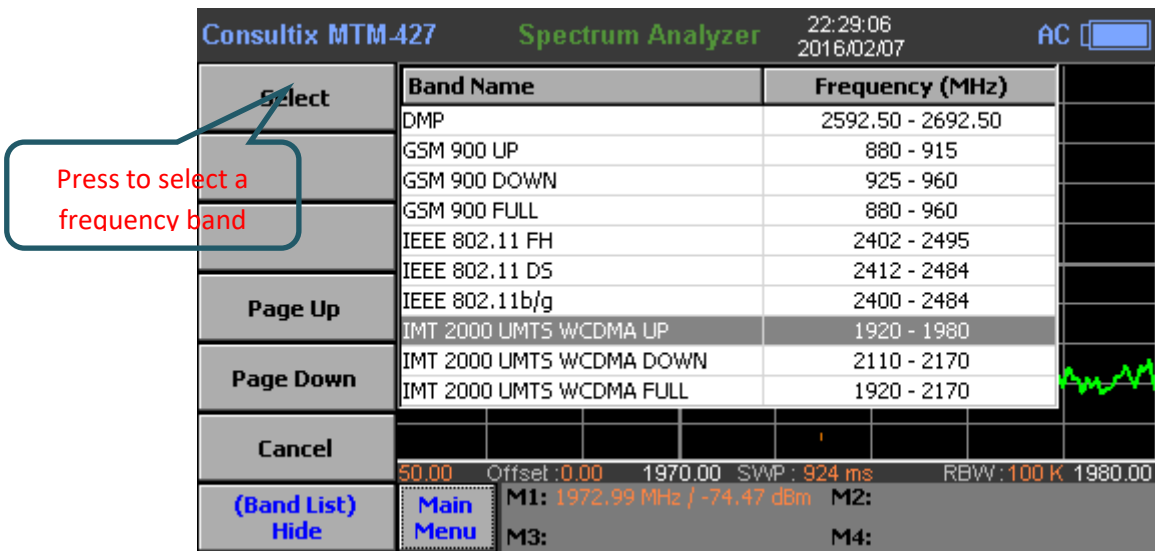 Consultix MTM-427 Spectrum Analyzer 22:29:06 AC
2016/02/07
Select
Press to select a
frequency band
Page Up
Page Down
Cancel
(Band List)
Hide
Band Name Frequency (MHz)
DMP 2592.50 - 2692.50
GSM 900 UP 880 - 915
GSM 900 DOWN 925 - 960
GSM 900 FULL 880 - 960
IEEE 802.11 FH 2402 - 2495
IEEE 802.11 DS 2412 - 2484
IEEE 802.11b/g 2400 - 2484
IMT 2000 UMTS WCDMA UP 1920 - 1980
IMT 2000 UMTS WCDMA DOWN 2110 - 2170
IMT 2000 UMTS WCDMA FULL 1920 - 2170
50.00 Offset :0.00 1970.00 SWP : 924 ms RBW :100 K 1980.00
Main
Menu
M1: 1972.99 MHz / -74.47 dBm M2:
M3: M4: